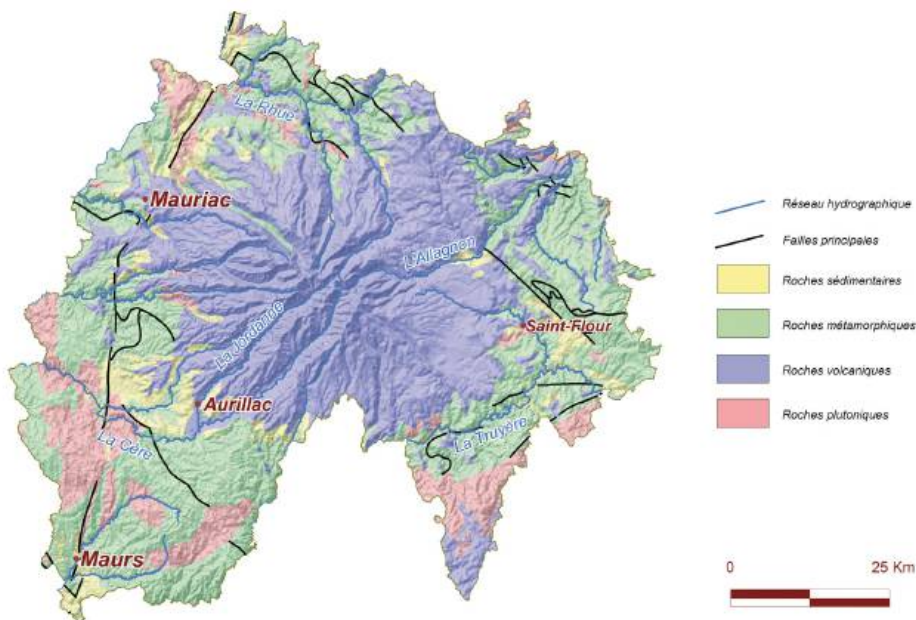 La Rhue
Mauriac
L'Allagnon
La Jordanne
Saint-Flour
Aurillac
La Truyère
La Cère
Maurs
Réseau hydrographique
Failles principales
Roches sédimentaires
Roches métamorphiques
Roches volcaniques
Roches plutoniques
0 25 Km